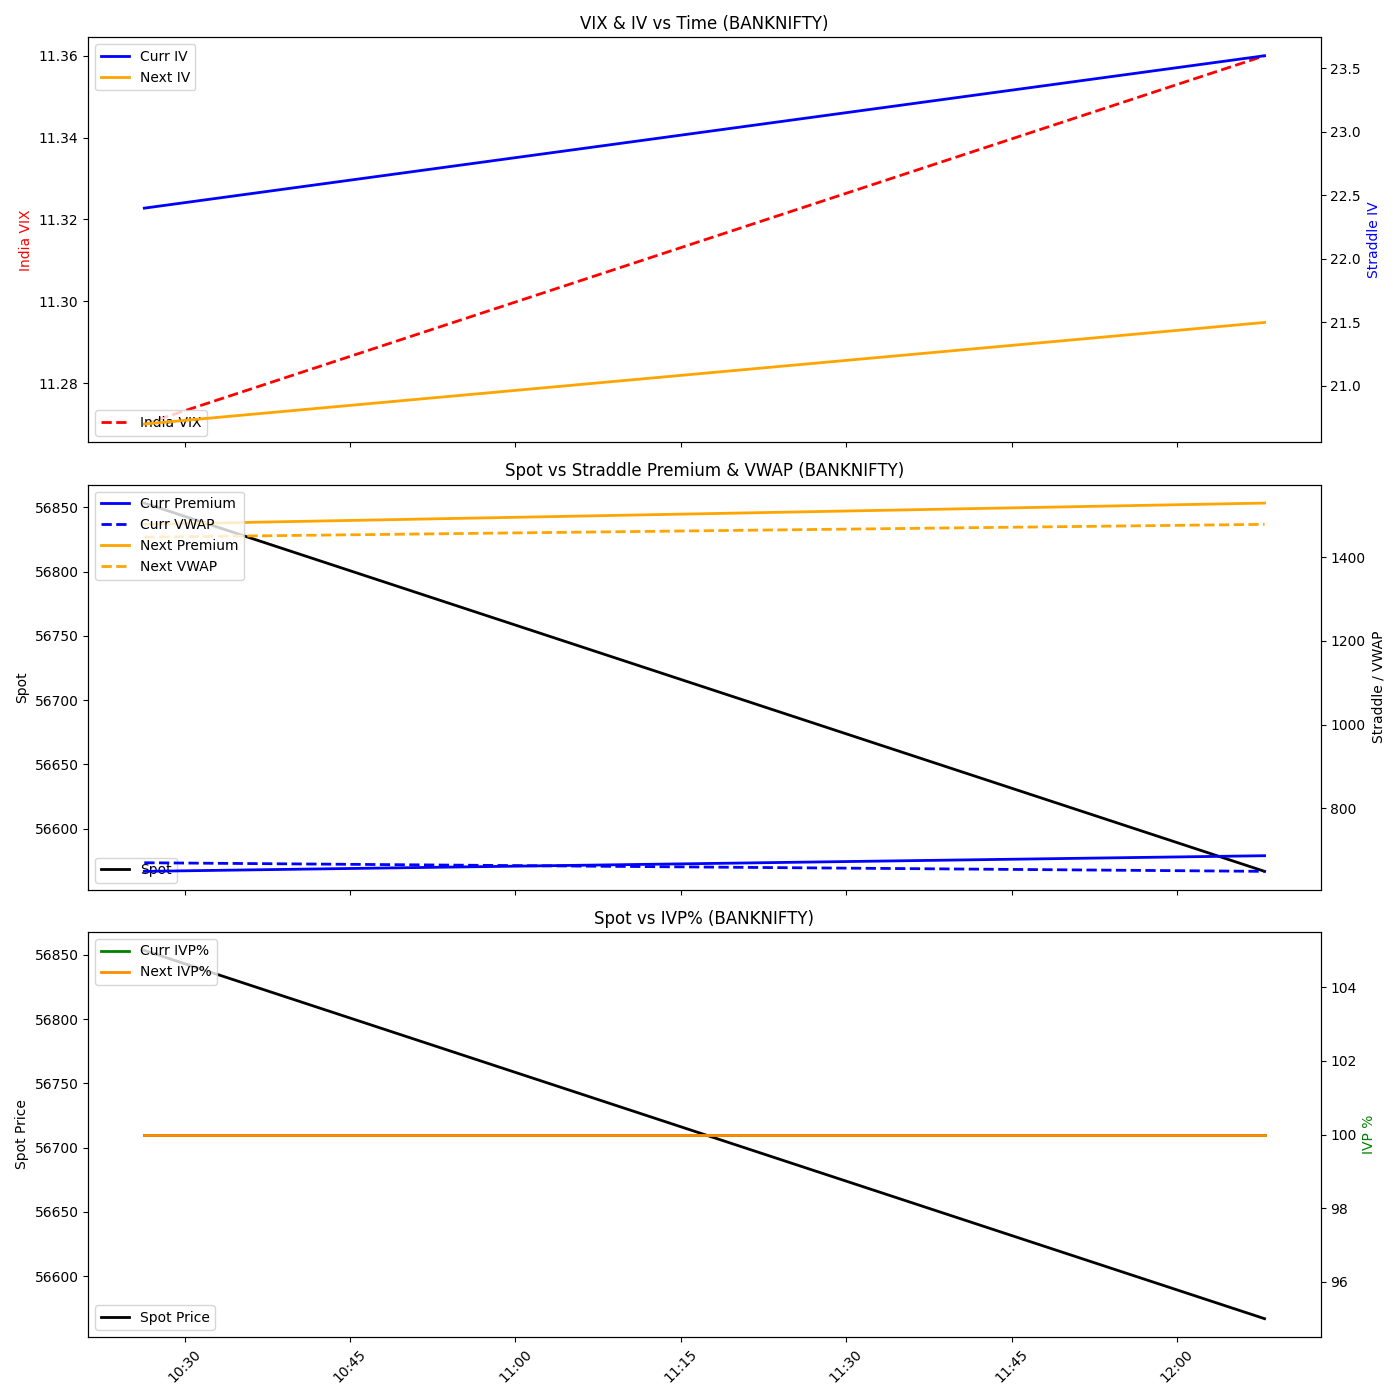 VIX & IV vs Time (BANKNIFTY)
Curr IV
Next IV
India VIX
11.36
11.34
11.32
11.30
11.28
India VIX
23.5
23.0
22.5
22.0
21.5
21.0
Straddle IV
Spot vs Straddle Premium & VWAP (BANKNIFTY)
Curr Premium
Curr VWAP
Next Premium
Next VWAP
Spot
56850
56800
56750
56700
56650
56600
Spot
1400
1200
1000
800
Straddle / VWAP
Spot vs IVP% (BANKNIFTY)
Curr IVP%
Next IVP%
Spot Price
56850
56800
56750
56700
56650
56600
Spot Price
104
102
100
98
96
IVP %
10:30
10:45
11:00
11:15
11:30
11:45
12:00